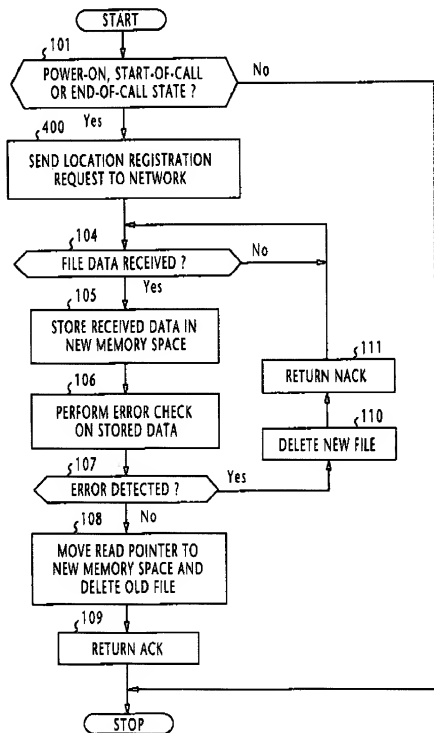 START
101
POWER-ON, START-OF-CALL
OR END-OF-CALL STATE ?
No
Yes
400
SEND LOCATION REGISTRATION
REQUEST TO NETWORK
104
FILE DATA RECEIVED ?
No
Yes
105
STORE RECEIVED DATA IN
NEW MEMORY SPACE
111
RETURN NACK
106
PERFORM ERROR CHECK
ON STORED DATA
110
DELETE NEW FILE
107
ERROR DETECTED ?
Yes
No
108
MOVE READ POINTER TO
NEW MEMORY SPACE AND
DELETE OLD FILE
109
RETURN ACK
STOP